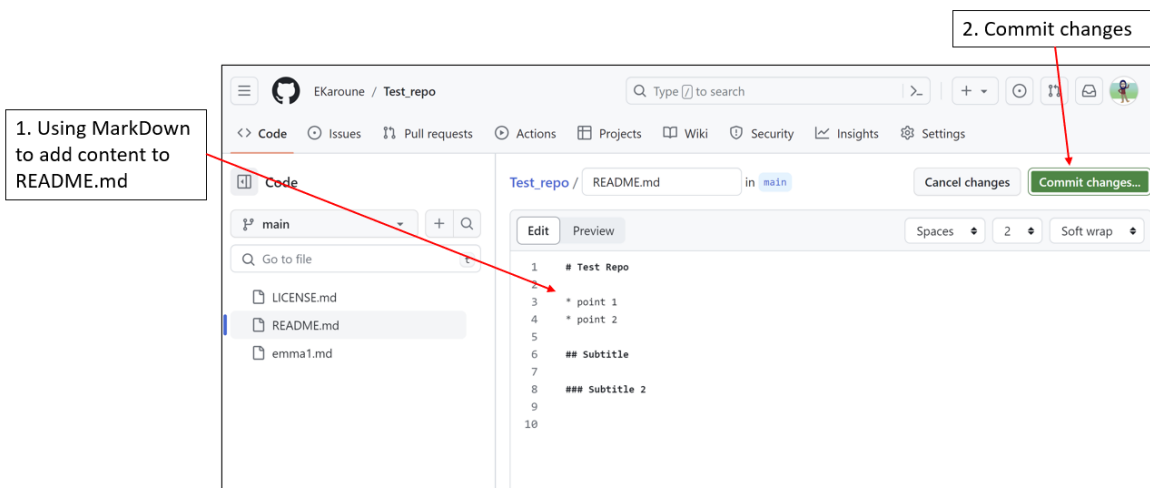 2. Commit changes
EKaroune / Test_repo
Type / to search
1. Using MarkDown
to add content to
README.md
<> Code Issues Pull requests Actions Projects Wiki Security Insights Settings
Code
Test_repo / README.md in main
Cancel changes Commit changes...
main
Edit Preview
Spaces 2 Soft wrap
Go to file t
LICENSE.md
README.md
emma1.md
1 # Test Repo
2
3 * point 1
4 * point 2
5
6 ## Subtitle
7
8 ### Subtitle 2
9
10